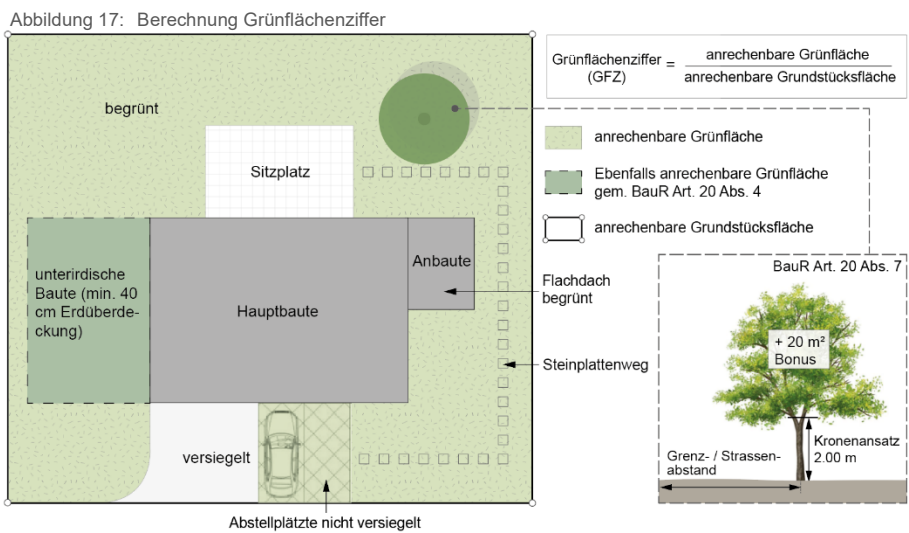 Abbildung 17: Berechnung Grünflächenziffer
Grünflächenziffer
(GFZ)
=
anrechenbare Grünfläche
anrechenbare Grundstücksfläche
begrünt
anrechenbare Grünfläche
Sitzplatz
Ebenfalls anrechenbare Grünfläche
gem. BauR Art. 20 Abs. 4
anrechenbare Grundstücksfläche
unterirdische
Baute (min. 40
cm Erdüberde-
ckung)
Hauptbaute
Anbaute
Flachdach
begrünt
Steinplattenweg
versiegelt
Abstellplätzte nicht versiegelt
BauR Art. 20 Abs. 7
+ 20 m²
Bonus
Kronenansatz
2.00 m
Grenz- / Strassen-
abstand